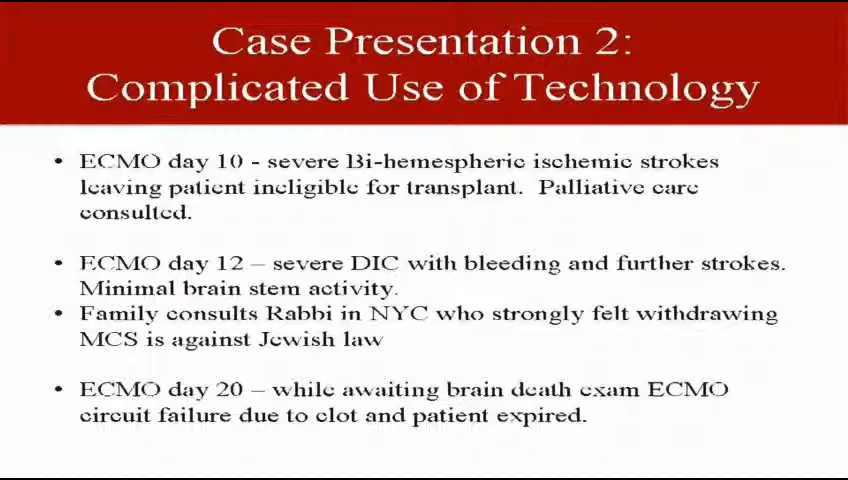 Case Presentation 2:
Complicated Use of Technology
• ECMO day 10 - severe Bi-hemespheric ischemic strokes
leaving patient ineligible for transplant. Palliative care
consulted.
• ECMO day 12 – severe DIC with bleeding and further strokes.
Minimal brain stem activity.
• Family consults Rabbi in NYC who strongly felt withdrawing
MCS is against Jewish law
• ECMO day 20 – while awaiting brain death exam ECMO
circuit failure due to clot and patient expired.